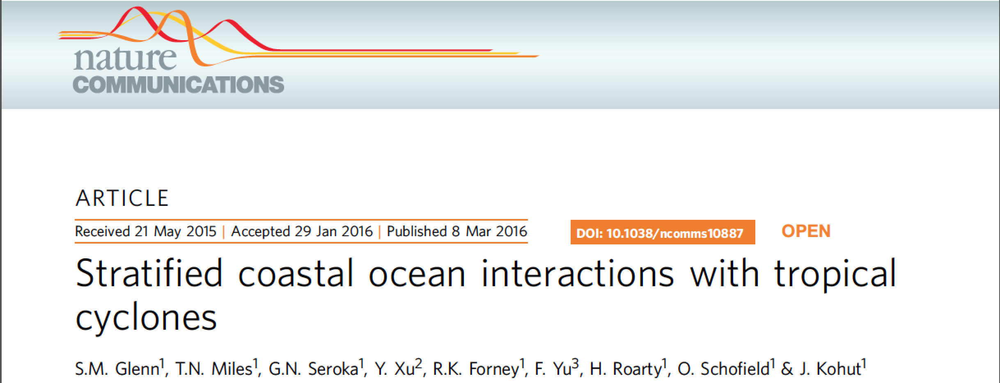 nature
COMMUNICATIONS
ARTICLE
Received 21 May 2015 | Accepted 29 Jan 2016 | Published 8 Mar 2016
DOI: 10.1038/ncomms10887
OPEN
Stratified coastal ocean interactions with tropical
cyclones
S.M. Glenn¹, T.N. Miles¹, G.N. Seroka¹, Y. Xu², R.K. Forney¹, F. Yu³, H. Roarty¹, O. Schofield¹ & J. Kohut¹